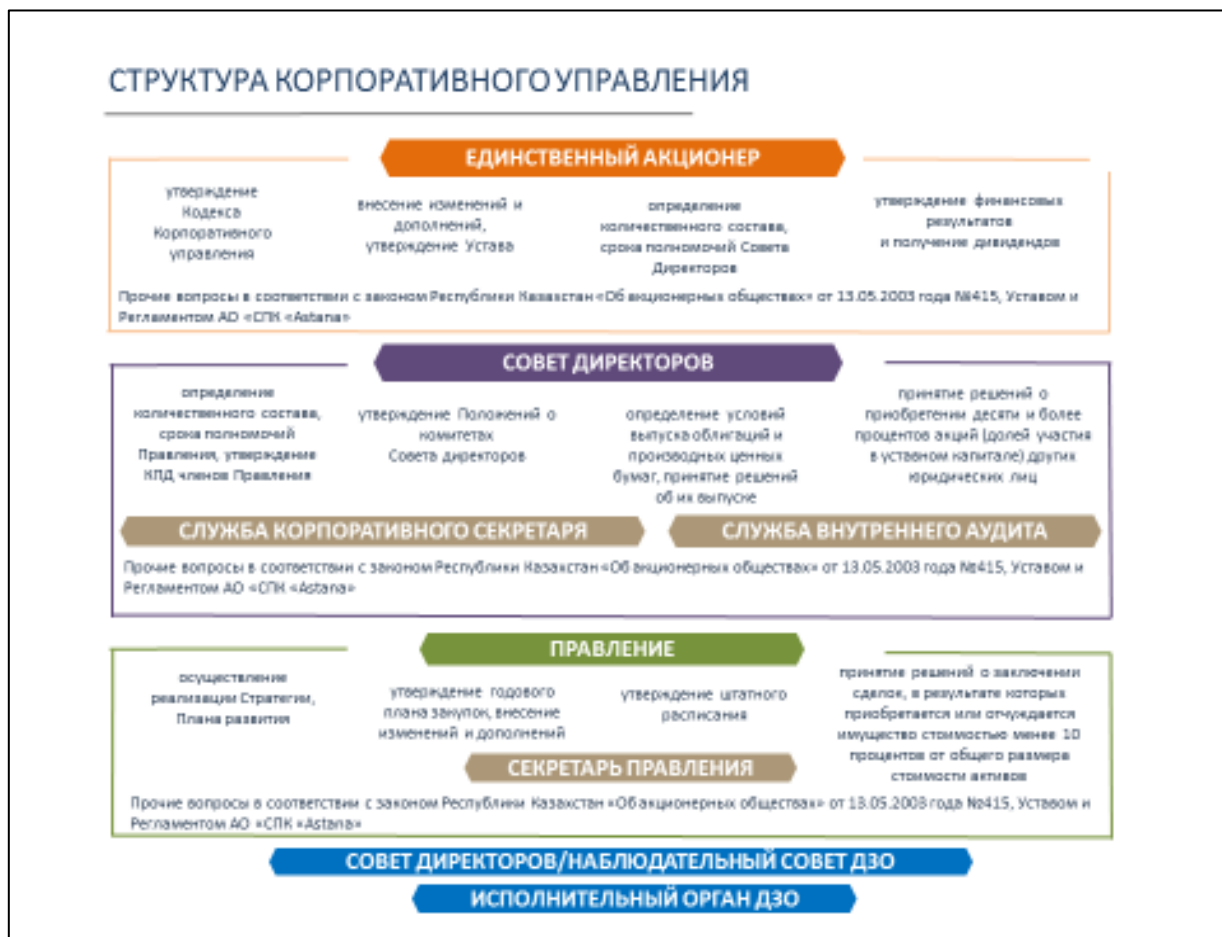 СТРУКТУРА КОРПОРАТИВНОГО УПРАВЛЕНИЯ
ЕДИНСТВЕННЫЙ АКЦИОНЕР
утверждение
Кодекса
Корпоративного
управления
внесение изменений и
дополнений,
утверждение Устава
определение
количественного состава,
срока полномочий Совета
Директоров
утверждение финансовых
результатов
и получение дивидендов
Прочие вопросы в соответствии с законом Республики Казахстан «Об акционерных обществах» от 13.05.2003 года №415, Уставом и
Регламентом АО «СПК «Astana»
СОВЕТ ДИРЕКТОРОВ
определение
количественного состава,
срока полномочий
Правления, утверждение
КПД членов Правления
утверждение Положений о
комитетах
Совета директоров
определение условий
выпуска облигаций и
производных ценных
бумаг, принятие решений
об их выпуске
принятие решений о
приобретении десяти и более
процентов акций (долей участия
в уставном капитале) других
юридических лиц
СЛУЖБА КОРПОРАТИВНОГО СЕКРЕТАРЯ
СЛУЖБА ВНУТРЕННЕГО АУДИТА
Прочие вопросы в соответствии с законом Республики Казахстан «Об акционерных обществах» от 13.05.2003 года №415, Уставом и
Регламентом АО «СПК «Astana»
ПРАВЛЕНИЕ
осуществление
реализации Стратегии,
Плана развития
утверждение годового
плана закупок, внесение
изменений и дополнений
утверждение штатного
расписания
принятие решений о заключении
сделок, в результате которых
приобретается или отчуждается
имущество стоимостью менее 10
процентов от общего размера
стоимости активов
СЕКРЕТАРЬ ПРАВЛЕНИЯ
Прочие вопросы в соответствии с законом Республики Казахстан «Об акционерных обществах» от 13.05.2003 года №415, Уставом и
Регламентом АО «СПК «Astana»
СОВЕТ ДИРЕКТОРОВ/НАБЛЮДАТЕЛЬНЫЙ СОВЕТ ДЗО
ИСПОЛНИТЕЛЬНЫЙ ОРГАН ДЗО